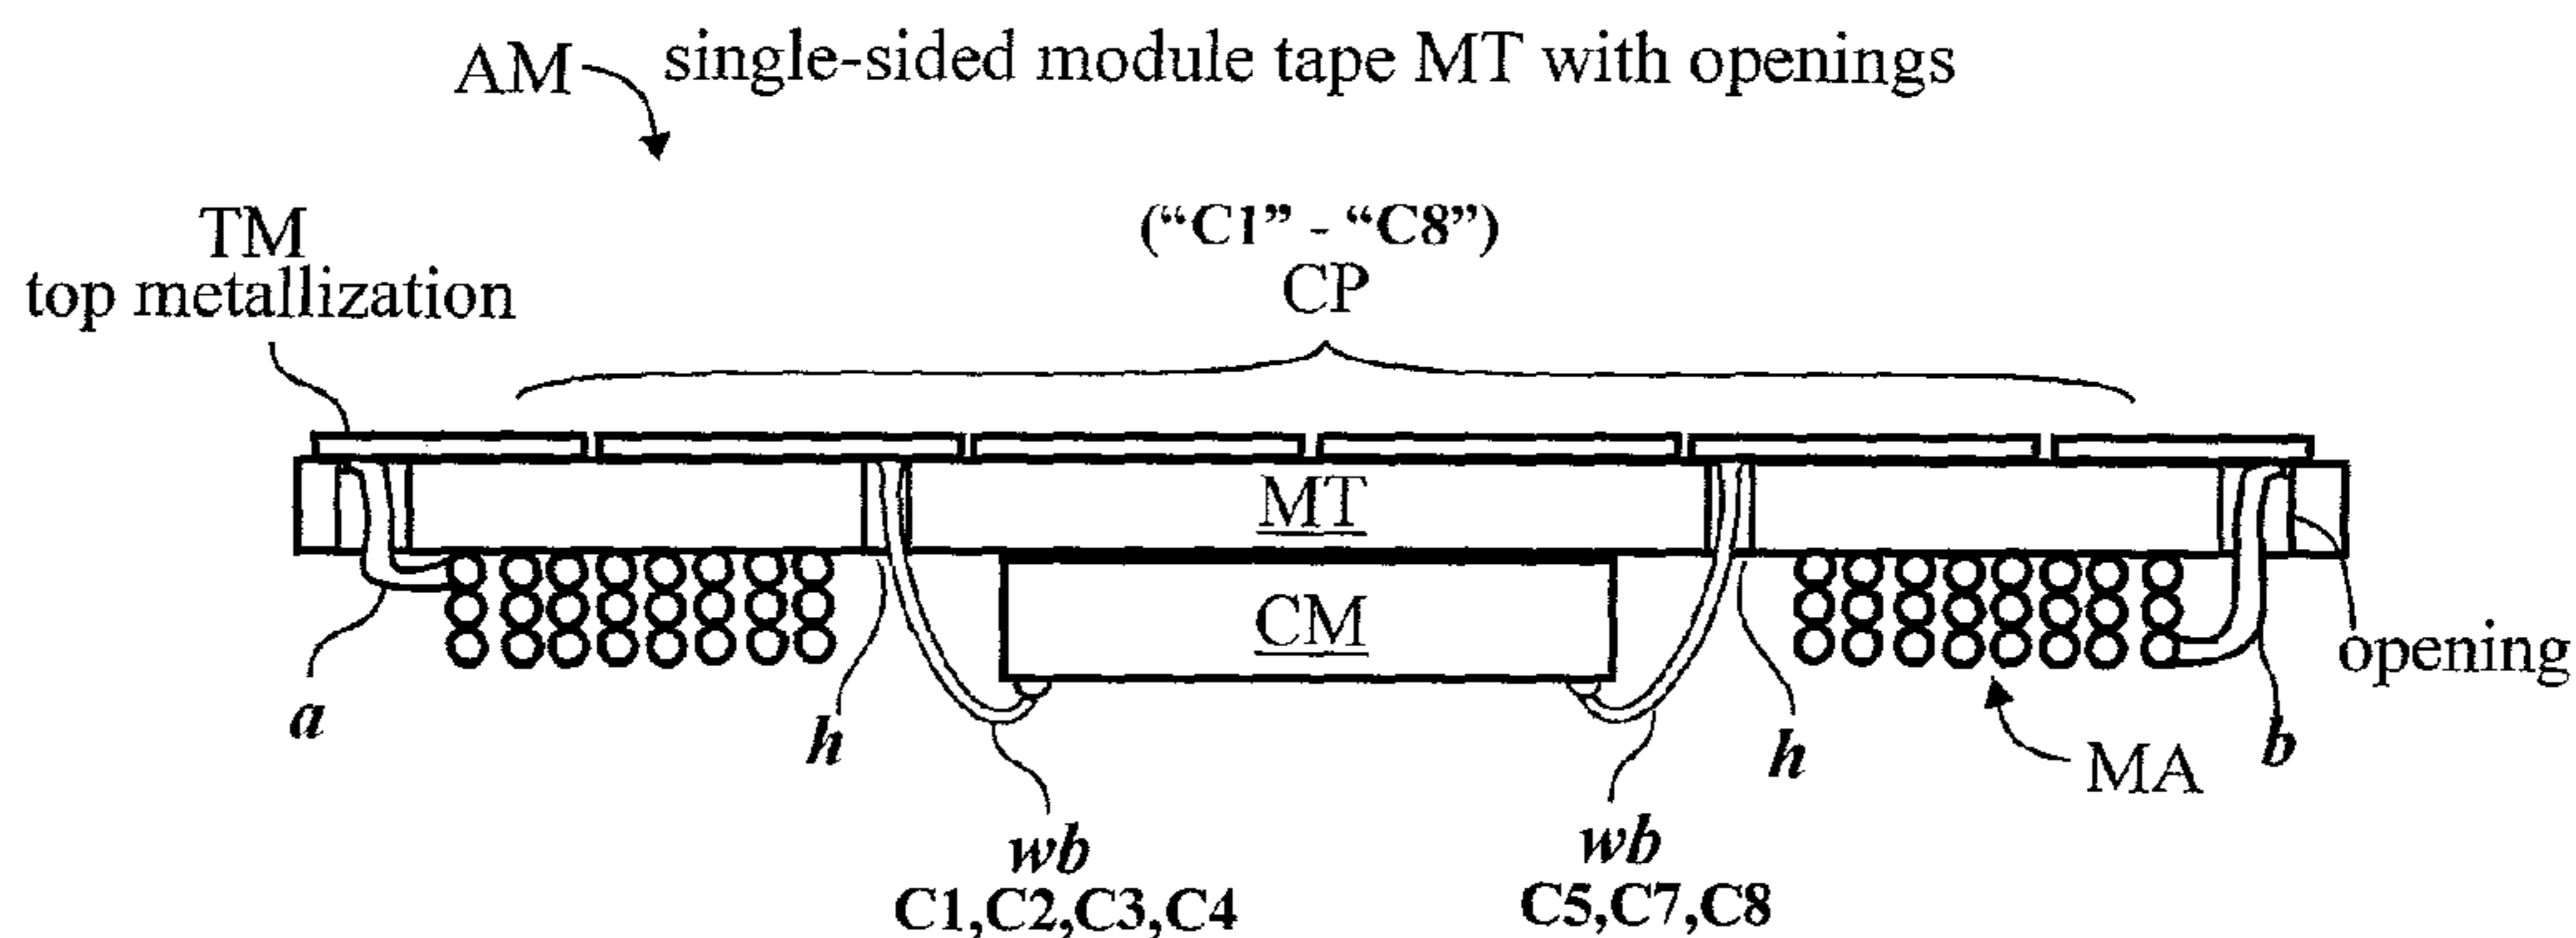 AM single-sided module tape MT with openings
("C1" - "C8")
CP
TM
top metallization
MT
CM
opening
a
h
h
b
MA
wb
C1,C2,C3,C4
wb
C5,C7,C8